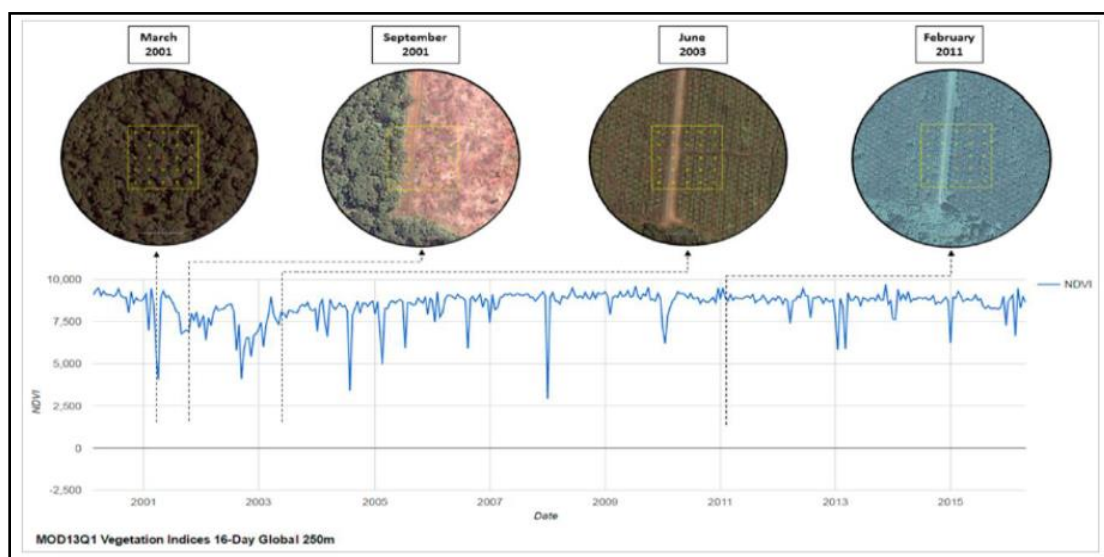 March
2001
September
2001
June
2003
February
2011
10,000
7,500
5,000
2,500
0
-2,500
NDVI
NDVI
2001
2003
2005
2007
2009
2011
2013
2015
Date
MOD13Q1 Vegetation Indices 16-Day Global 250m